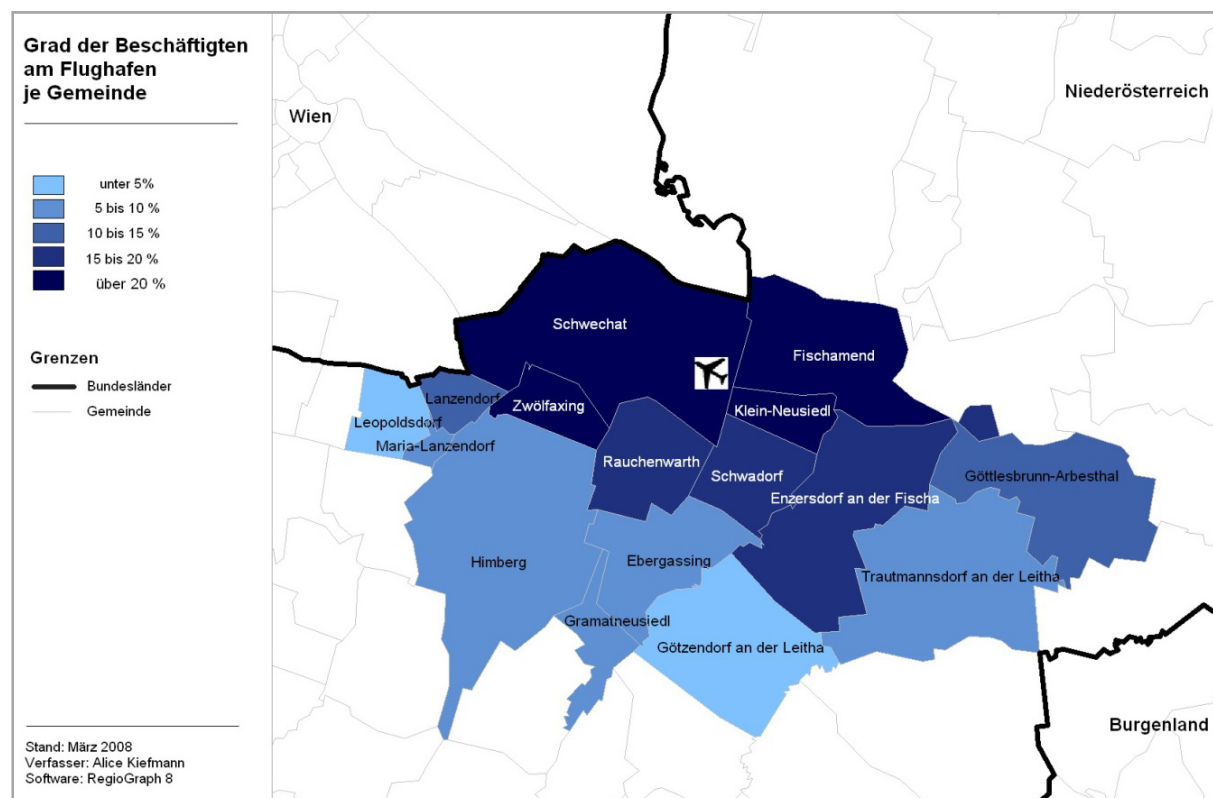 Grad der Beschäftigten
am Flughafen
je Gemeinde
unter 5%
5 bis 10 %
10 bis 15 %
15 bis 20 %
über 20 %
Grenzen
Bundesländer
Gemeinde
Stand: März 2008
Verfasser: Alice Kiefmann
Software: RegioGraph 8
Niederösterreich
Wien
Schwechat
Fischamend
Lanzendorf
Zwölfaxing
Klein-Neusiedl
Leopoldsdorf
Maria-Lanzendorf
Rauchenwarth
Schwadorf
Göttlesbrunn-Arbesthal
Enzersdorf an der Fischa
Himberg
Ebergassing
Trautmannsdorf an der Leitha
Gramatneusiedl
Götzendorf an der Leitha
Burgenland